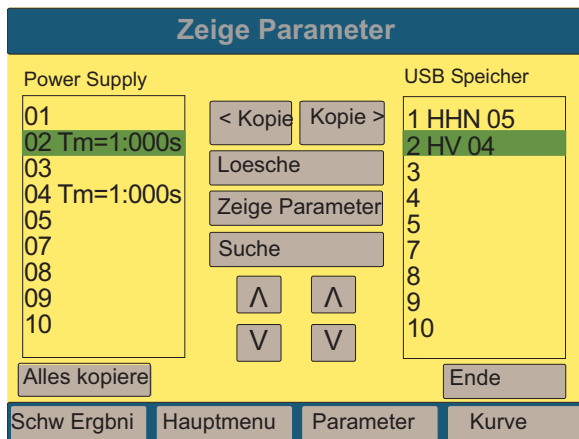 Zeige Parameter
Power Supply
01
02 Tm=1:000s
03
04 Tm=1:000s
05
07
08
09
10
Alles kopiere
< Kopie
Kopie >
Loesche
Zeige Parameter
Suche
Λ Λ
V V
USB Speicher
1 HHN 05
2 HV 04
3
4
5
7
8
9
10
Ende
Schw Ergbni
Hauptmenu
Parameter
Kurve